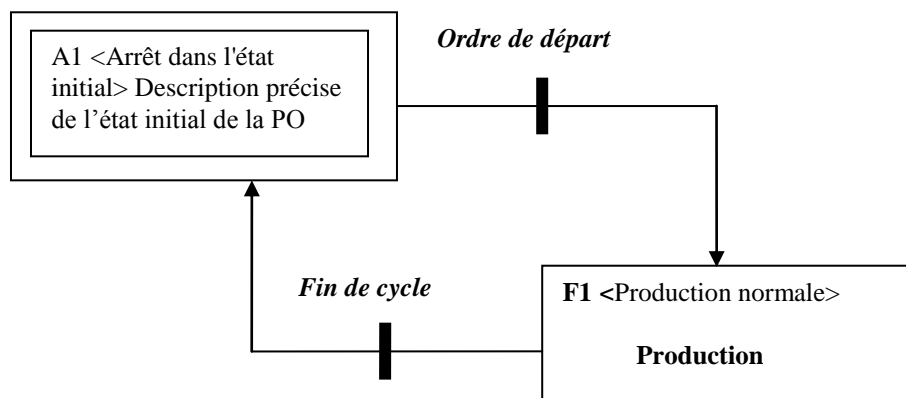 Ordre de départ
A1 <Arrêt dans l'état
initial> Description précise
de l’état initial de la PO
Fin de cycle
F1 <Production normale>
Production